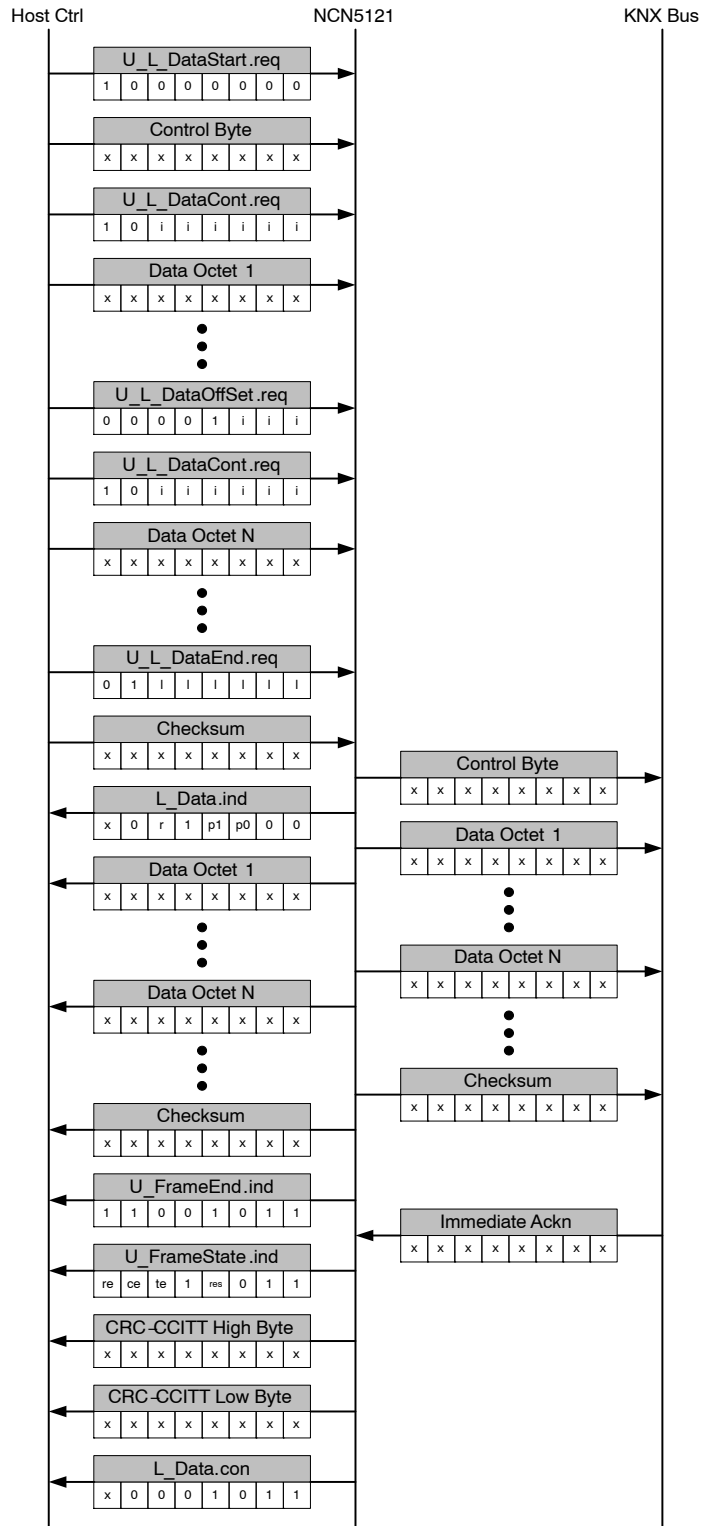 Host Ctrl NCN5121 KNX Bus
U_L_DataStart.req
1 0 0 0 0 0 0 0
Control Byte
x x x x x x x x
U_L_DataCont.req
1 0 i i i i i i
Data Octet 1
x x x x x x x x
U_L_DataOffSet.req
0 0 0 0 1 i i i
U_L_DataCont.req
1 0 i i i i i i
Data Octet N
x x x x x x x x
U_L_DataEnd.req
0 1 l l l l l l
Checksum
x x x x x x x x
Control Byte
x x x x x x x x
L_Data.ind
x 0 r 1 p1 p0 0 0
Data Octet 1
x x x x x x x x
Data Octet 1
x x x x x x x x
Data Octet N
x x x x x x x x
Data Octet N
x x x x x x x x
Checksum
x x x x x x x x
Checksum
x x x x x x x x
U_FrameEnd.ind
1 1 0 0 1 0 1 1
Immediate Ackn
x x x x x x x x
U_FrameState.ind
re ce te 1 res 0 1 1
CRC-CCITT High Byte
x x x x x x x x
CRC-CCITT Low Byte
x x x x x x x x
L_Data.con
x 0 0 0 1 0 1 1